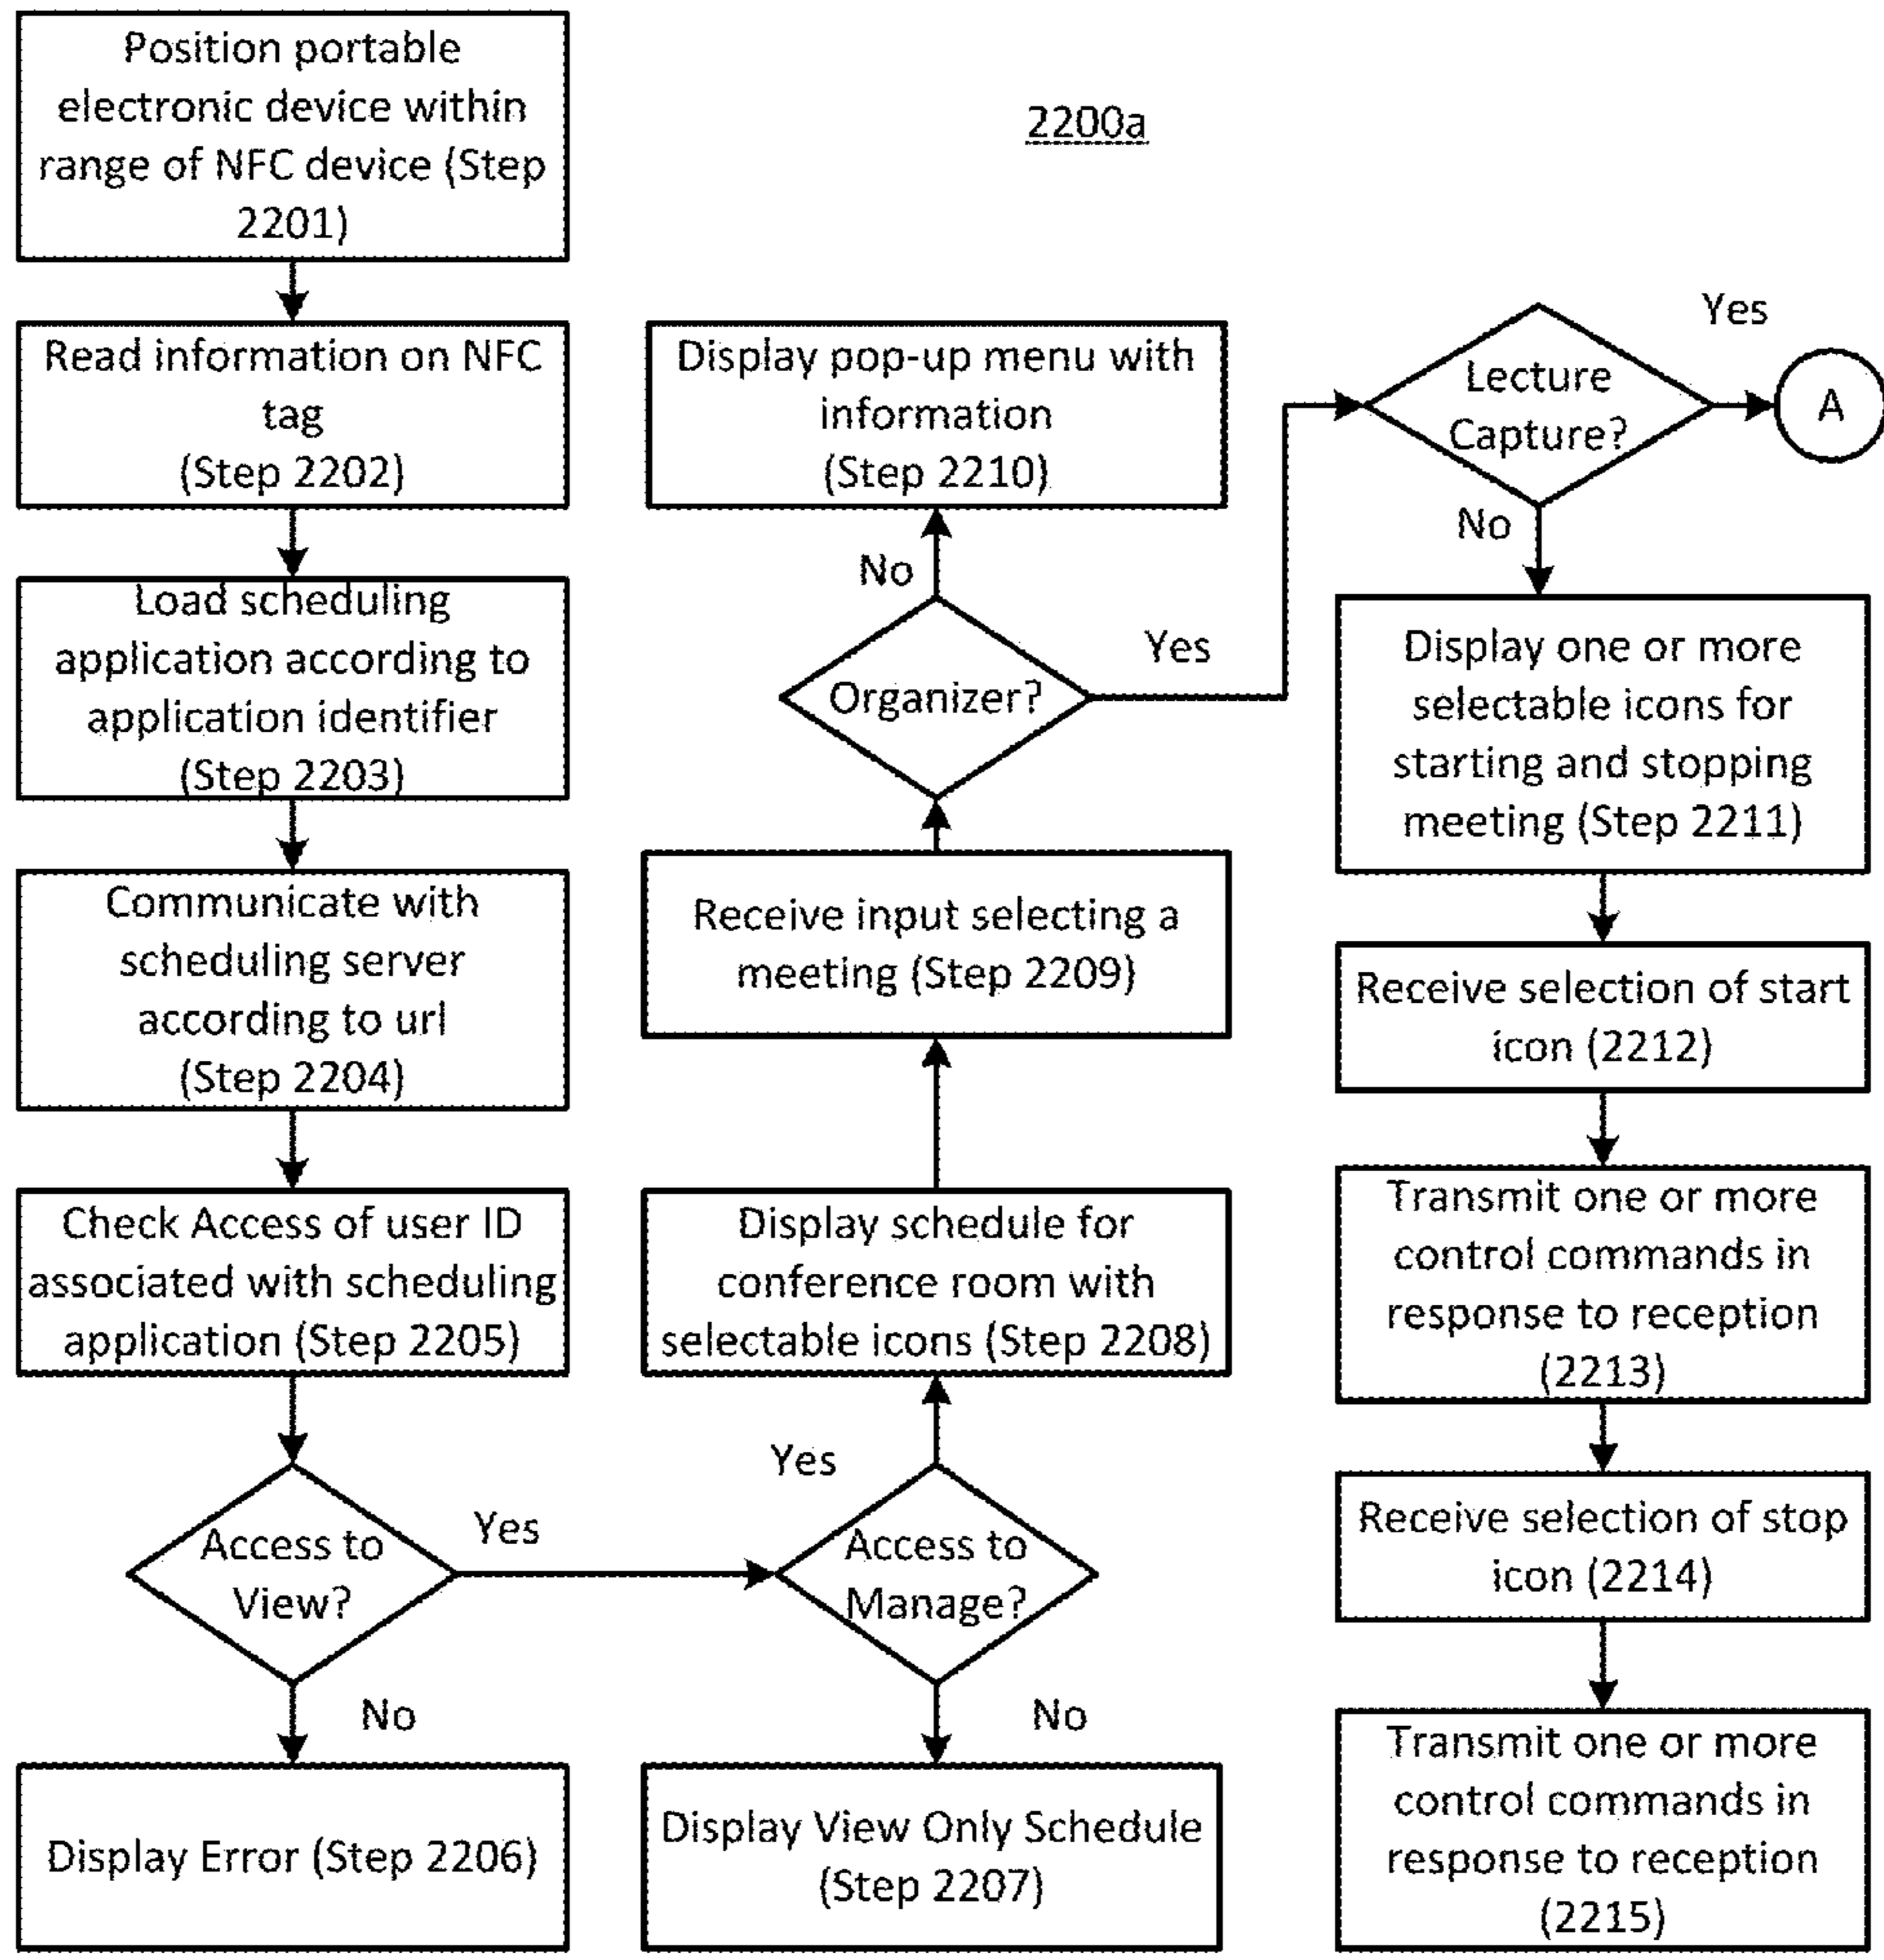 Position portable
electronic device within
range of NFC device (Step
2201)
Read information on NFC
tag
(Step 2202)
Load scheduling
application according to
application identifier
(Step 2203)
Communicate with
scheduling server
according to url
(Step 2204)
Check Access of user ID
associated with scheduling
application (Step 2205)
Access to
View?
Yes
No
Display Error (Step 2206)
2200a
Display pop-up menu with
information
(Step 2210)
No
Organizer?
Yes
Receive input selecting a
meeting (Step 2209)
Display schedule for
conference room with
selectable icons (Step 2208)
Yes
Access to
Manage?
No
Display View Only Schedule
(Step 2207)
Yes
Lecture
Capture?
A
No
Display one or more
selectable icons for
starting and stopping
meeting (Step 2211)
Receive selection of start
icon (2212)
Transmit one or more
control commands in
response to reception
(2213)
Receive selection of stop
icon (2214)
Transmit one or more
control commands in
response to reception
(2215)